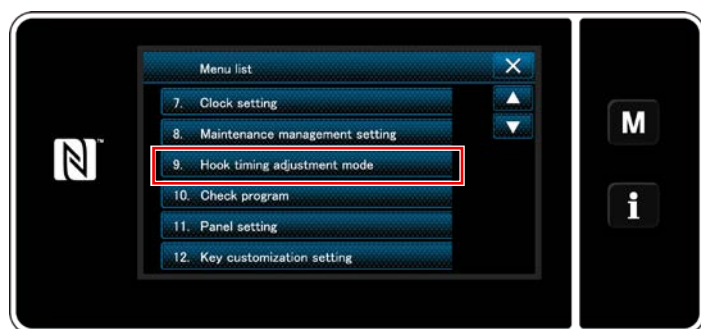 Menu list
7. Clock setting
8. Maintenance management setting
9. Hook timing adjustment mode
10. Check program
11. Panel setting
12. Key customization setting
M
i